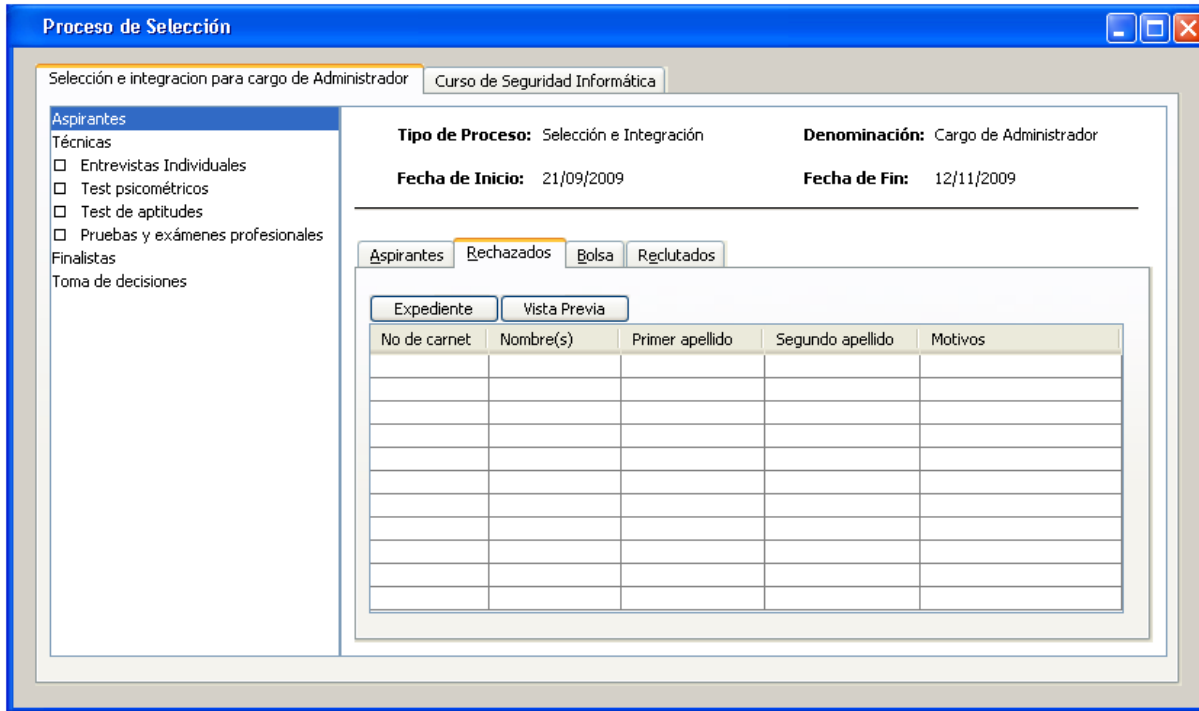 Proceso de Selección
Selección e integracion para cargo de Administrador Curso de Seguridad Informática
Aspirantes
Técnicas
Entrevistas Individuales
Test psicométricos
Test de aptitudes
Pruebas y exámenes profesionales
Finalistas
Toma de decisiones
Tipo de Proceso: Selección e Integración Denominación: Cargo de Administrador
Fecha de Inicio: 21/09/2009 Fecha de Fin: 12/11/2009
Aspirantes Rechazados Bolsa Reclutados
Expediente Vista Previa
No de carnet Nombre(s) Primer apellido Segundo apellido Motivos